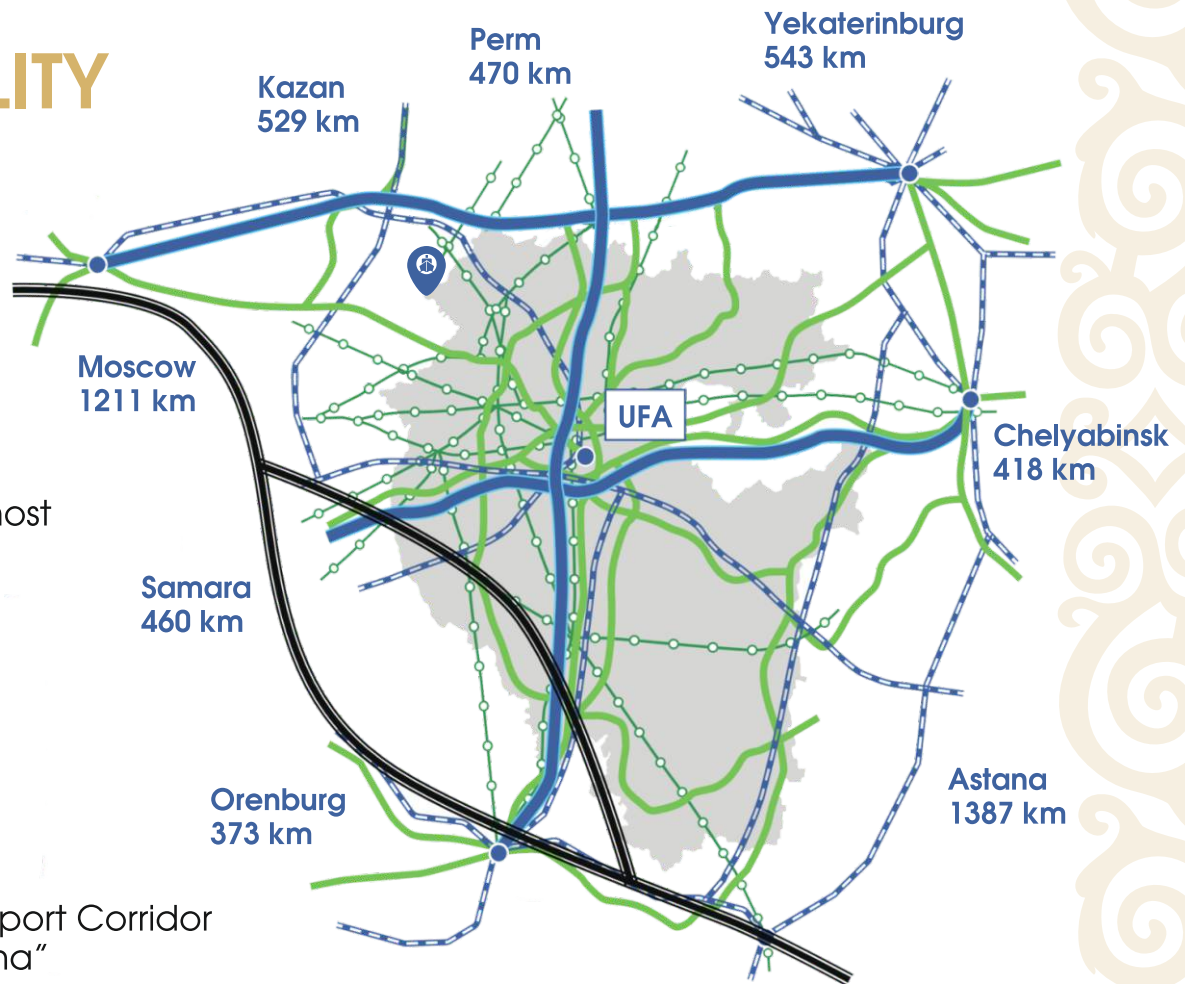 LITY
Perm
470 km
Yekaterinburg
543 km
Kazan
529 km
Moscow
1211 km
UFA
Chelyabinsk
418 km
nost
Samara
460 km
Orenburg
373 km
Astana
1387 km
port Corridor
na”